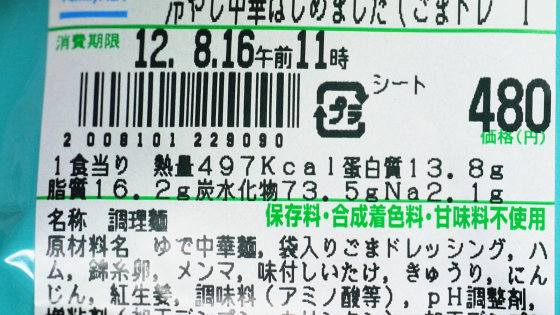 冷やし中華はじめました(ごまドレ
消費期限 12. 8.16午前11時
シート
プラ
480
価格(円)
2 008101 229090
1食当り 熱量497Kcal蛋白質13.8g
脂質16.2g炭水化物73.5gNa2.1g
保存料・合成着色料・甘味料不使用
名称 調理麺
原材料名 ゆで中華麺,袋入りごまドレッシング,ハ
ム,錦糸卵,メンマ,味付しいたけ,きゅうり,にん
じん,紅生姜,調味料(アミノ酸等),pH調整剤,